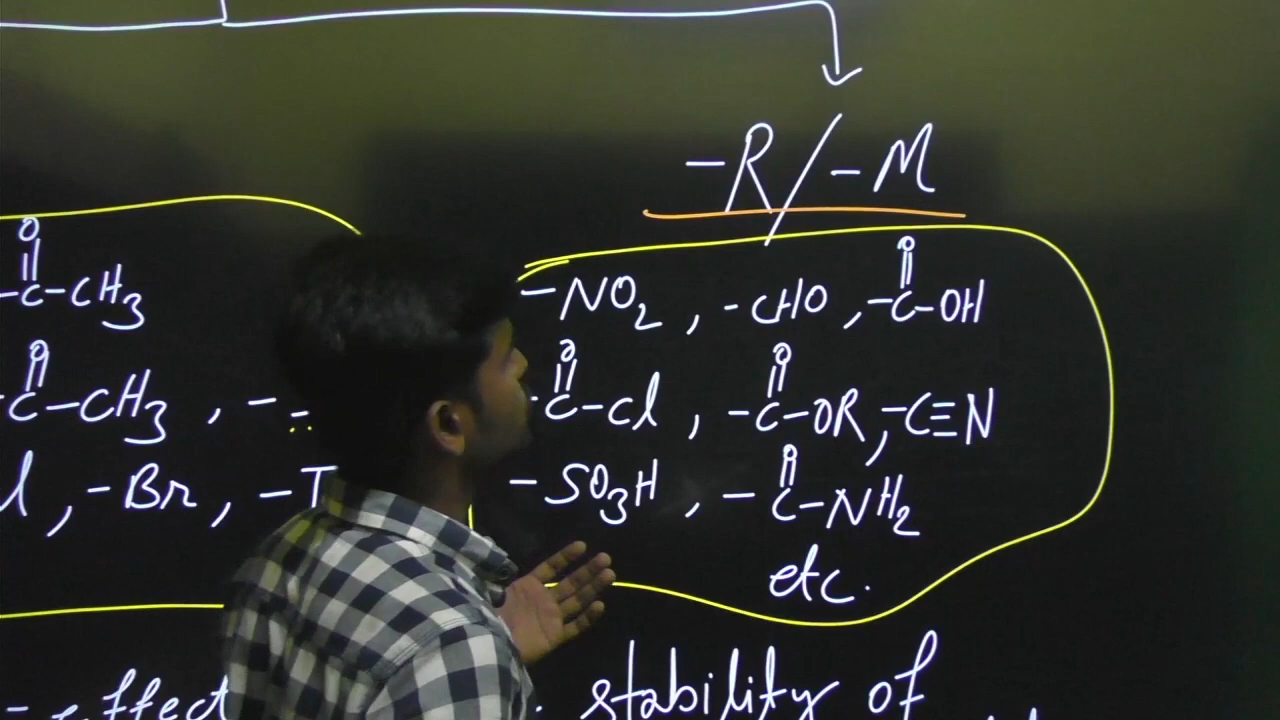 -R/-M
O
-C-CH3 -NO2, -CHO, -C(=O)-OH
C(=O)-CH3, - -C(=O)-Cl, -C(=O)-OR, -C≡N
l, -Br, - -SO3H, -C(=O)-NH2
etc.
-effect stability of